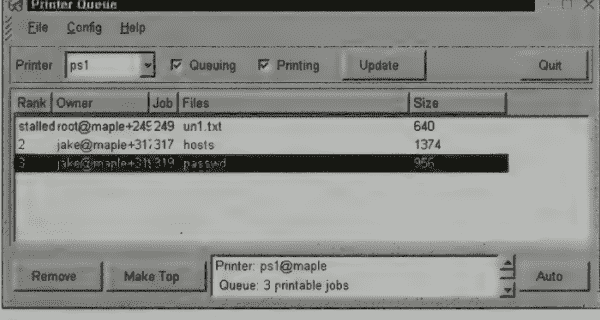 Printer Queue
File Config Help
Printer ps1 Queuing Printing Update Quit
Rank Owner Job Files Size
stalled root@maple+249 249 un1.txt 640
2 jake@maple+317 317 hosts 1374
3 jake@maple+319 319 passwd 956
Remove Make Top Printer: ps1@maple Auto
Queue: 3 printable jobs